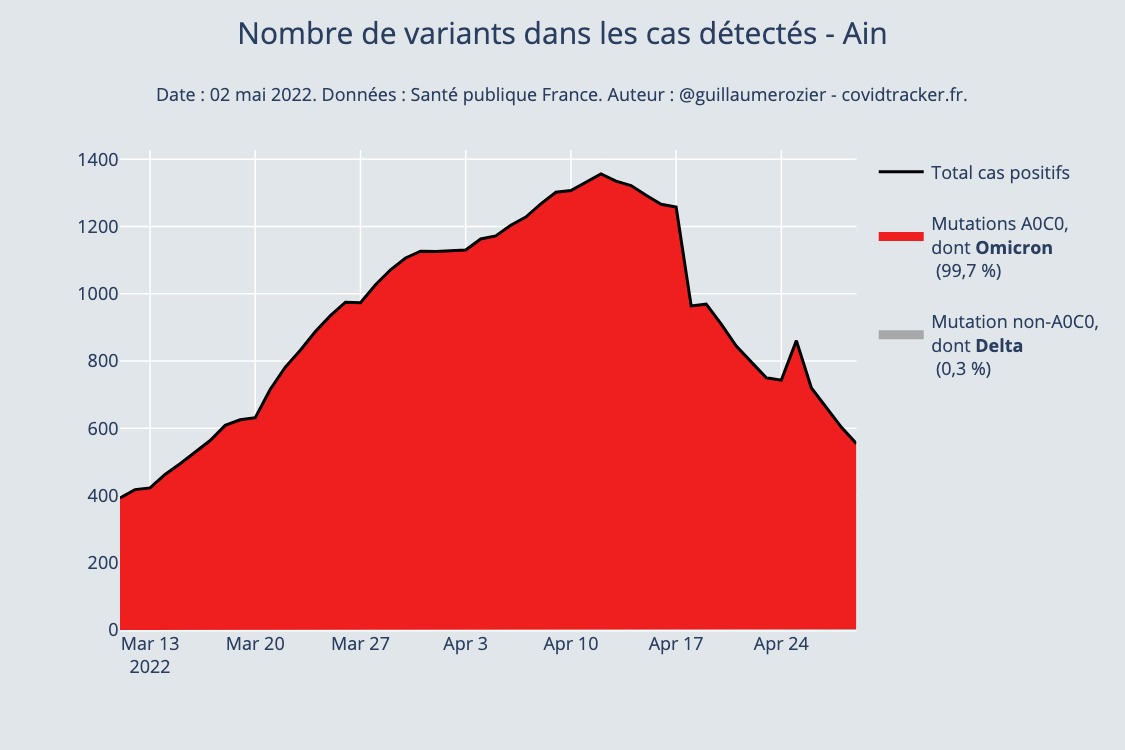 Nombre de variants dans les cas détectés - Ain
Date : 02 mai 2022. Données : Santé publique France. Auteur : @guillaumerozier - covidtracker.fr.
1400
1200
1000
800
600
400
200
0
Mar 13
2022
Mar 20
Mar 27
Apr 3
Apr 10
Apr 17
Apr 24
Total cas positifs
Mutations A0C0,
dont Omicron
(99,7 %)
Mutation non-A0C0,
dont Delta
(0,3 %)